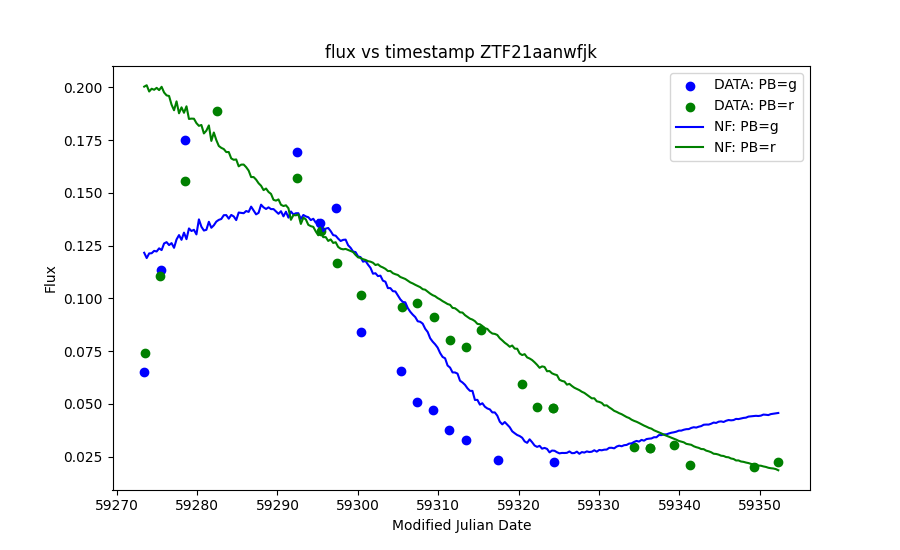 flux vs timestamp ZTF21aanwfjk
DATA: PB=g
DATA: PB=r
NF: PB=g
NF: PB=r
0.200
0.175
0.150
0.125
0.100
0.075
0.050
0.025
Flux
59270 59280 59290 59300 59310 59320 59330 59340 59350
Modified Julian Date